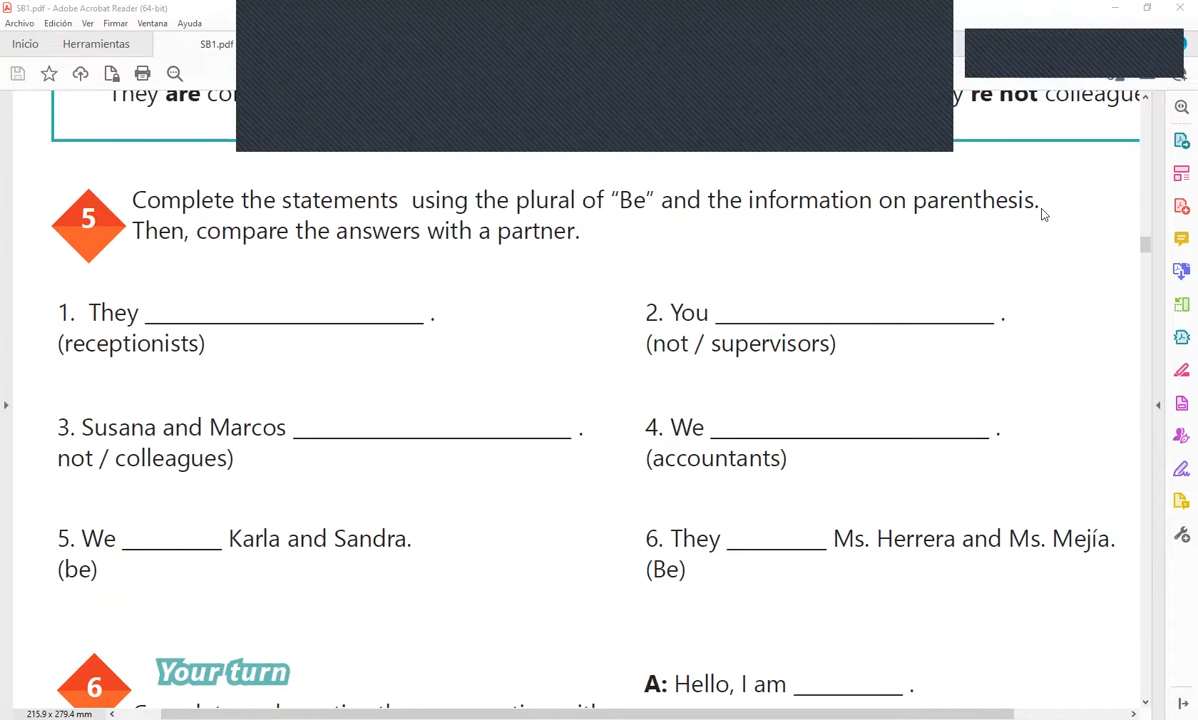 SB1.pdf - Adobe Acrobat Reader (64-bit)
Archivo Edición Ver Firmar Ventana Ayuda
Inicio Herramientas SB1.pdf
They are co
re not colleague
5 Complete the statements using the plural of “Be” and the information on parenthesis.
Then, compare the answers with a partner.
1. They ______________________ .
(receptionists)
2. You ______________________ .
(not / supervisors)
3. Susana and Marcos ______________________ .
not / colleagues)
4. We ______________________ .
(accountants)
5. We ________ Karla and Sandra.
(be)
6. They ________ Ms. Herrera and Ms. Mejía.
(Be)
6 Your turn
A: Hello, I am _________ .
215.9 x 279.4 mm